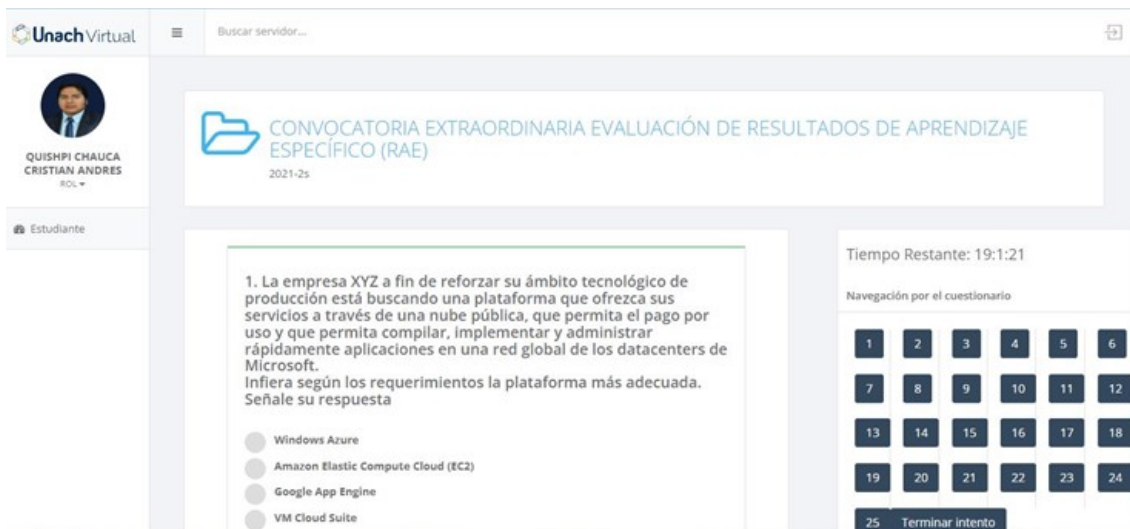 Unach Virtual
Buscar servidor...
QUISHPI CHAUCA
CRISTIAN ANDRES
ROL
Estudiante
CONVOCATORIA EXTRAORDINARIA EVALUACIÓN DE RESULTADOS DE APRENDIZAJE
ESPECÍFICO (RAE)
2021-2s
1. La empresa XYZ a fin de reforzar su ámbito tecnológico de
producción está buscando una plataforma que ofrezca sus
servicios a través de una nube pública, que permita el pago por
uso y que permita compilar, implementar y administrar
rápidamente aplicaciones en una red global de los datacenters de
Microsoft.
Infiera según los requerimientos la plataforma más adecuada.
Señale su respuesta
Windows Azure
Amazon Elastic Compute Cloud (EC2)
Google App Engine
VM Cloud Suite
Tiempo Restante: 19:1:21
Navegación por el cuestionario
1 2 3 4 5 6
7 8 9 10 11 12
13 14 15 16 17 18
19 20 21 22 23 24
25 Terminar intento